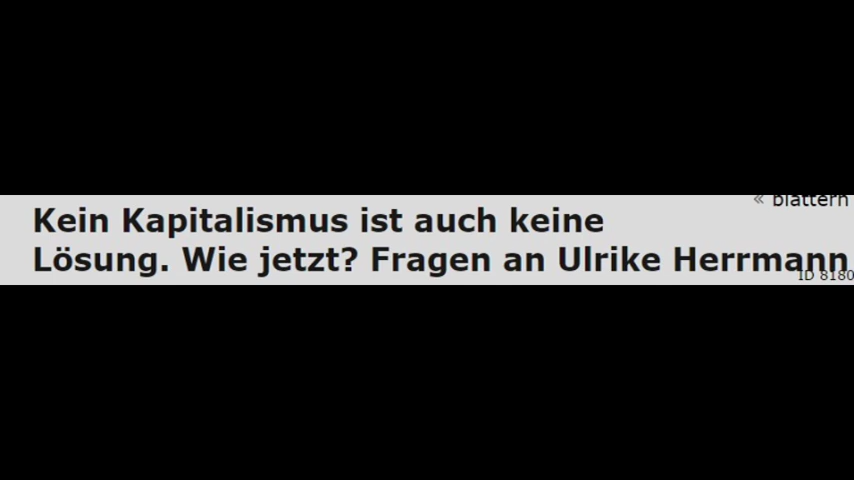 « blättern
Kein Kapitalismus ist auch keine
Lösung. Wie jetzt? Fragen an Ulrike Herrmann
ID 8180